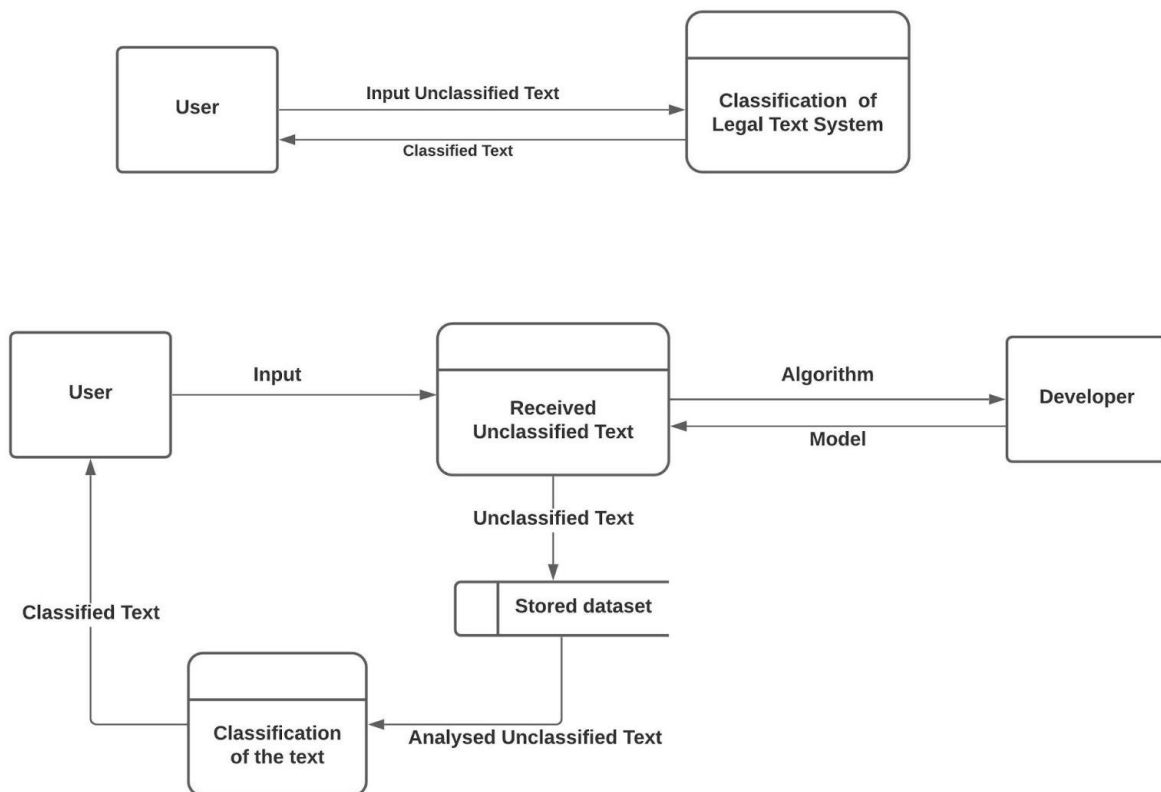 User
Input Unclassified Text
Classified Text
Classification of
Legal Text System
User
Input
Received
Unclassified Text
Algorithm
Model
Developer
Unclassified Text
Stored dataset
Classified Text
Classification
of the text
Analysed Unclassified Text